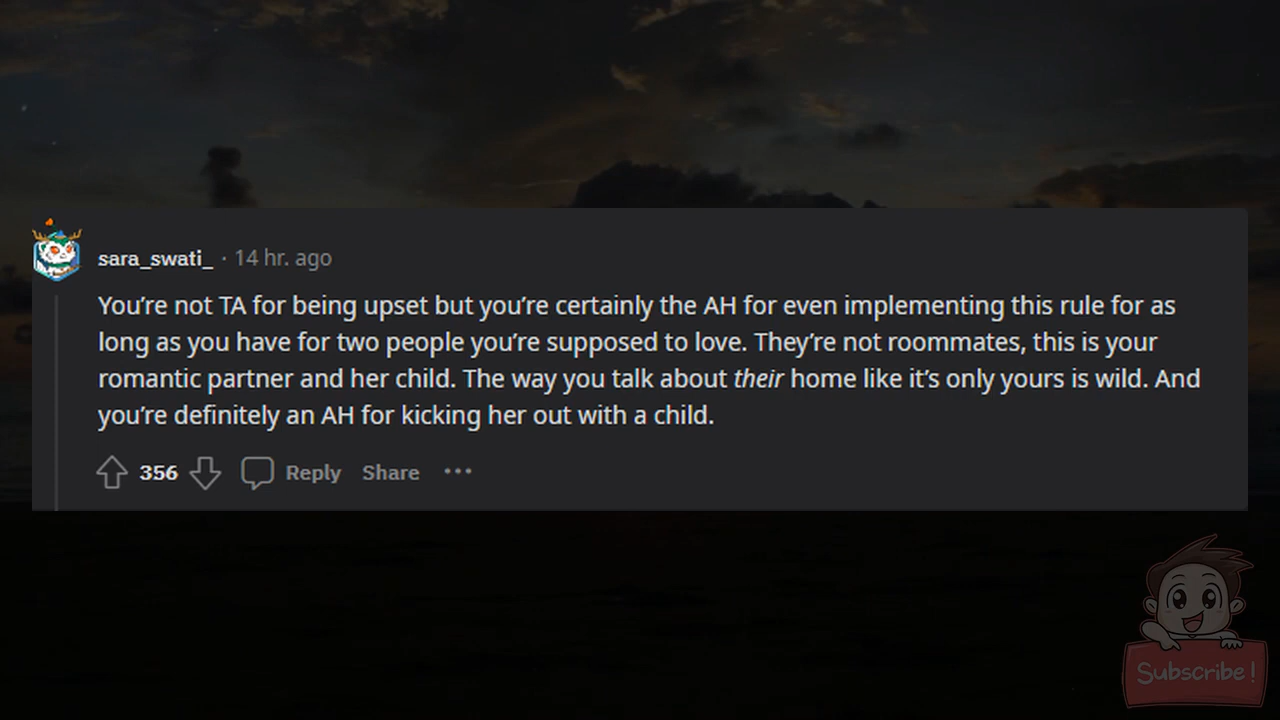 sara_swati_ · 14 hr. ago
You’re not TA for being upset but you’re certainly the AH for even implementing this rule for as
long as you have for two people you’re supposed to love. They’re not roommates, this is your
romantic partner and her child. The way you talk about their home like it’s only yours is wild. And
you’re definitely an AH for kicking her out with a child.
356 Reply Share ···
Subscribe!